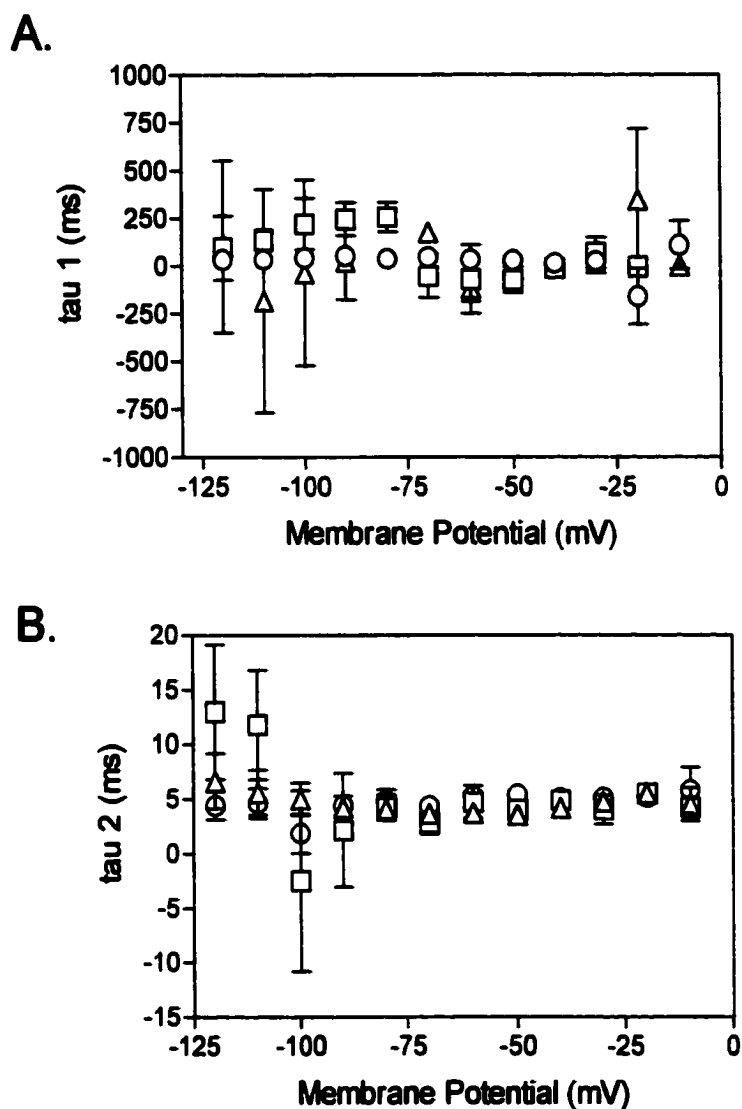 A.
1000
750
500
250
0
-250
-500
-750
-1000
tau 1 (ms)
-125 -100 -75 -50 -25 0
Membrane Potential (mV)
B.
20
15
10
5
0
-5
-10
-15
tau 2 (ms)
-125 -100 -75 -50 -25 0
Membrane Potential (mV)